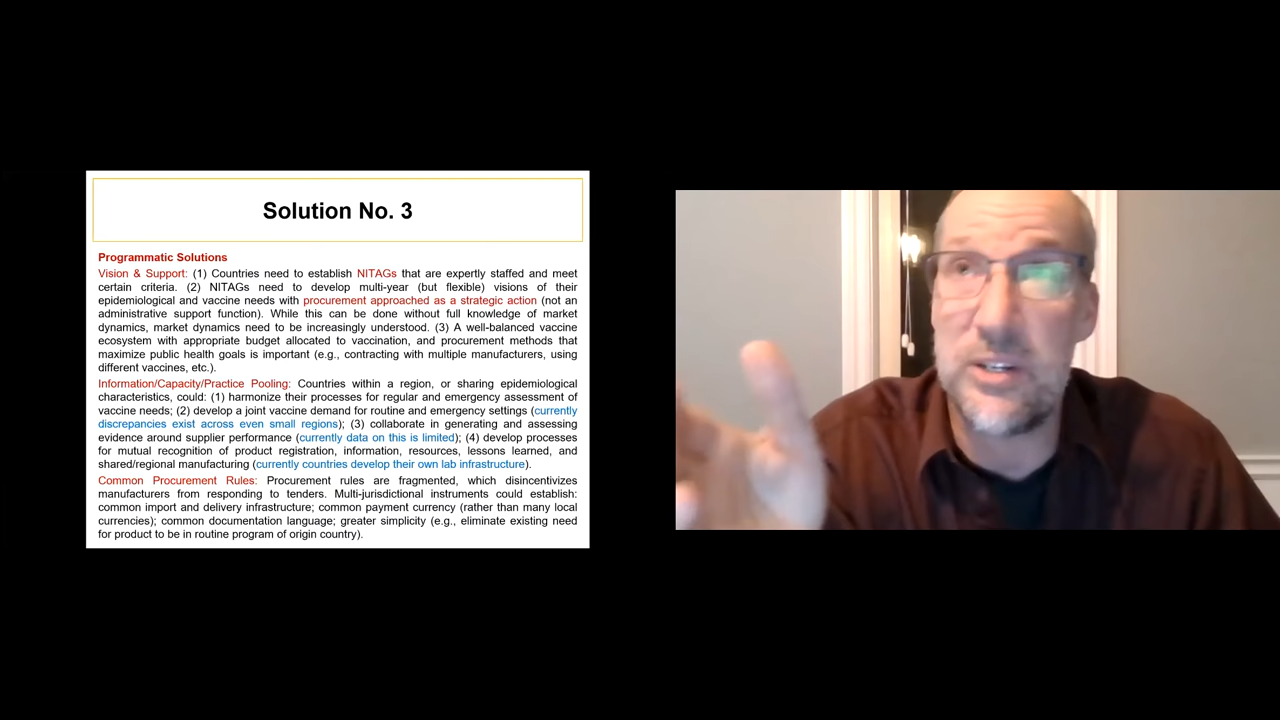 Solution No. 3
Programmatic Solutions
Vision & Support: (1) Countries need to establish NITAGs that are expertly staffed and meet
certain criteria. (2) NITAGs need to develop multi-year (but flexible) visions of their
epidemiological and vaccine needs with procurement approached as a strategic action (not an
administrative support function). While this can be done without full knowledge of market
dynamics, market dynamics need to be increasingly understood. (3) A well-balanced vaccine
ecosystem with appropriate budget allocated to vaccination, and procurement methods that
maximize public health goals is important (e.g., contracting with multiple manufacturers, using
different vaccines, etc.).
Information/Capacity/Practice Pooling: Countries within a region, or sharing epidemiological
characteristics, could: (1) harmonize their processes for regular and emergency assessment of
vaccine needs; (2) develop a joint vaccine demand for routine and emergency settings (currently
discrepancies exist across even small regions); (3) collaborate in generating and assessing
evidence around supplier performance (currently data on this is limited); (4) develop processes
for mutual recognition of product registration, information, resources, lessons learned, and
shared/regional manufacturing (currently countries develop their own lab infrastructure).
Common Procurement Rules: Procurement rules are fragmented, which disincentivizes
manufacturers from responding to tenders. Multi-jurisdictional instruments could establish:
common import and delivery infrastructure; common payment currency (rather than many local
currencies); common documentation language; greater simplicity (e.g., eliminate existing need
for product to be in routine program of origin country).